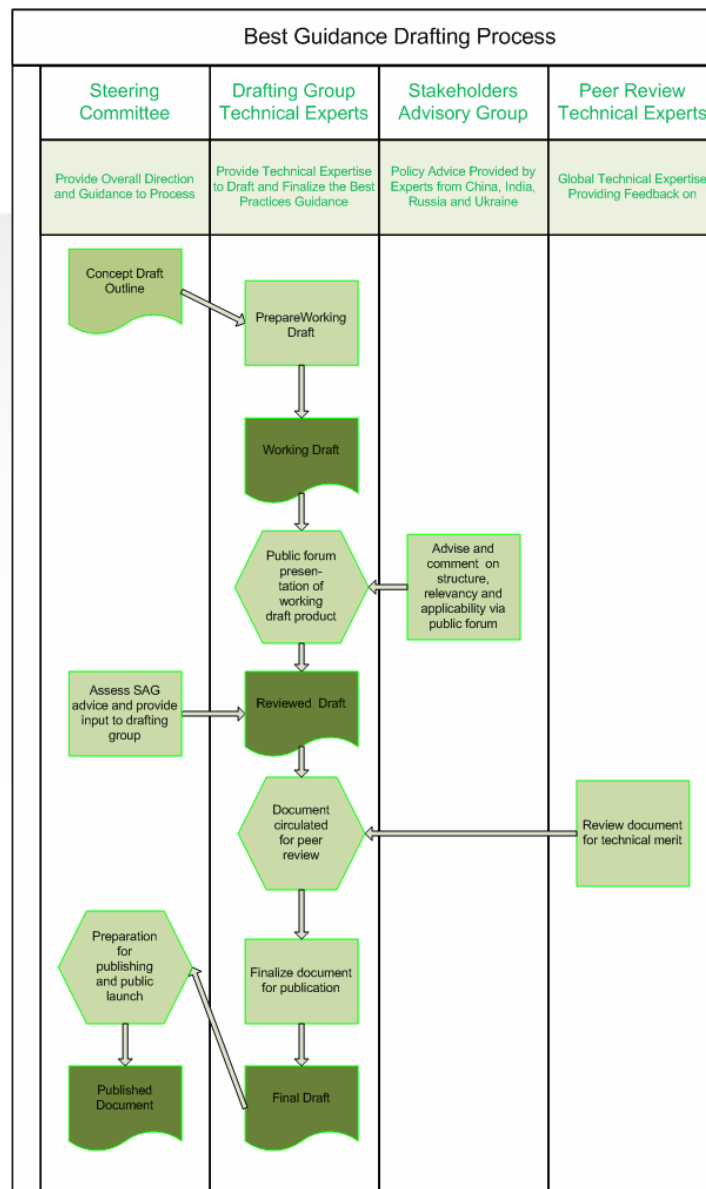 Best Guidance Drafting Process
Steering
Committee
Drafting Group
Technical Experts
Stakeholders
Advisory Group
Peer Review
Technical Experts
Provide Overall Direction
and Guidance to Process
Provide Technical Expertise
to Draft and Finalize the Best
Practices Guidance
Policy Advice Provided by
Experts from China, India,
Russia and Ukraine
Global Technical Expertise
Providing Feedback on
Concept Draft
Outline
PrepareWorking
Draft
Working Draft
Public forum
presen-
tation of
working
draft product
Advise and
comment on
structure,
relevancy and
applicability via
public forum
Assess SAG
advice and provide
input to drafting
group
Reviewed Draft
Document
circulated
for peer
review
Review document
for technical merit
Preparation
for
publishing
and public
launch
Finalize document
for publication
Published
Document
Final Draft